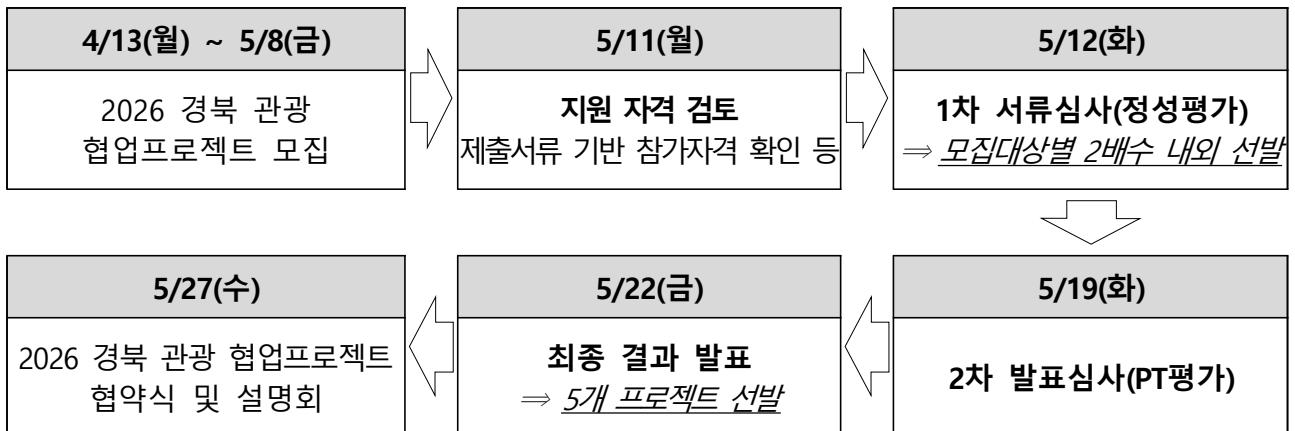 4/13(월) ~ 5/8(금)
2026 경북 관광
협업프로젝트 모집
5/11(월)
지원 자격 검토
제출서류 기반 참가자격 확인 등
5/12(화)
1차 서류심사(정성평가)
⇒ 모집대상별 2배수 내외 선발
5/19(화)
2차 발표심사(PT평가)
5/22(금)
최종 결과 발표
⇒ 5개 프로젝트 선발
5/27(수)
2026 경북 관광 협업프로젝트
협약식 및 설명회